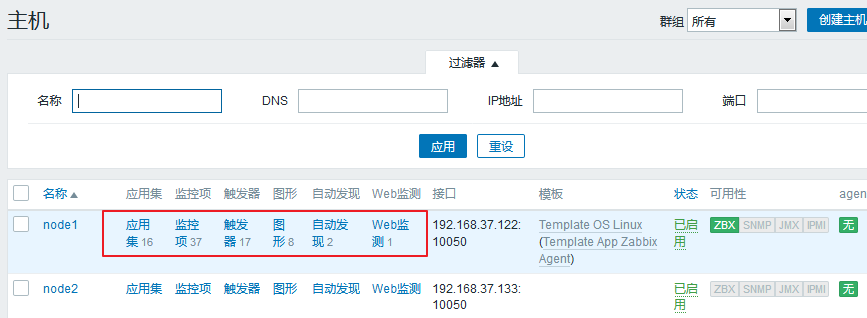 主机
群组 所有 创建主机
过滤器
名称 DNS IP地址 端口
应用 重设
名称 应用集 监控项 触发器 图形 自动发现 Web监测 接口 模板 状态 可用性 agen
node1 应用 监控 触发 图 自动发 Web监 192.168.37.122: Template OS Linux 已启 ZBX SNMP JMX IPMI 无
集 16 项 37 器 17 形 8 现 2 测 1 10050 (Template App Zabbix 用
Agent)
node2 应用集 监控项 触发器 图形 自动发现 Web监测 192.168.37.133: 已启 ZBX SNMP JMX IPMI 无
10050 用